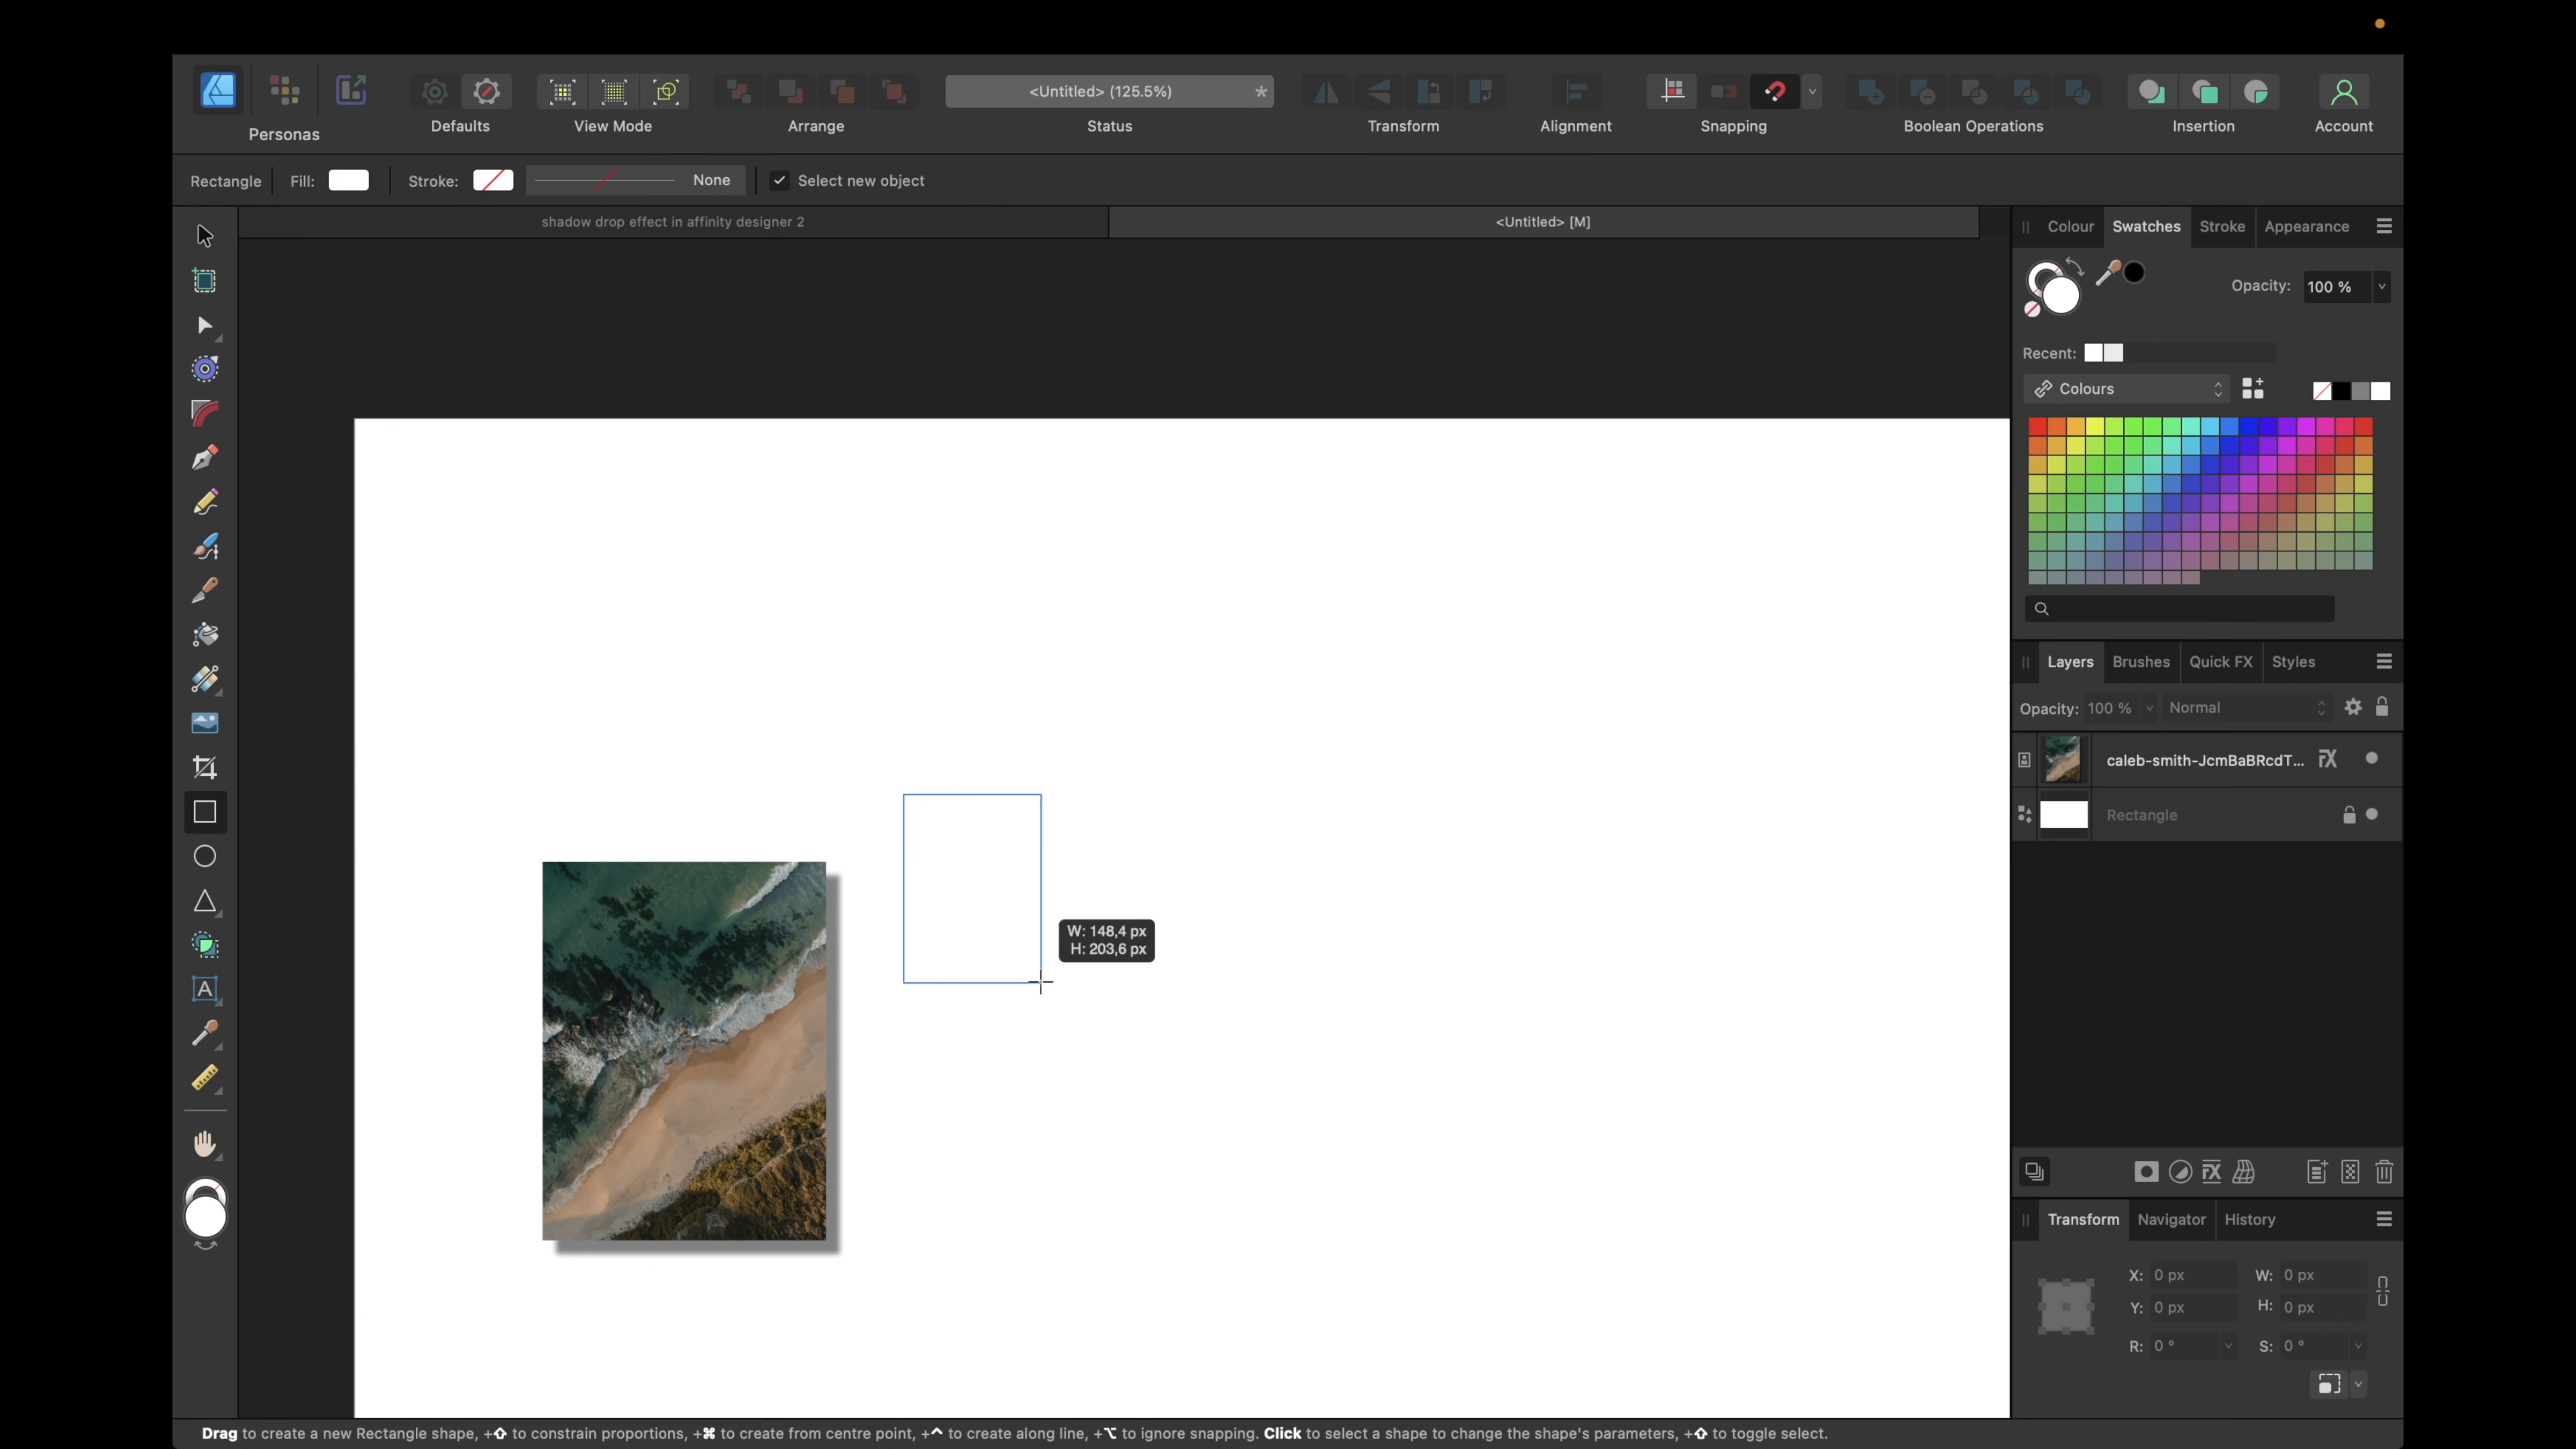 <Untitled> (125.5%)
*
Personas
Defaults
View Mode
Arrange
Status
Transform
Alignment
Snapping
Boolean Operations
Insertion
Account
Rectangle
Fill:
Stroke:
None
Select new object
shadow drop effect in affinity designer 2
<Untitled> [M]
Colour
Swatches
Stroke
Appearance
Opacity:
100 %
Recent:
Colours
W: 148,4 px
H: 203,6 px
Layers
Brushes
Quick FX
Styles
Opacity: 100 %
Normal
caleb-smith-JcmBaBRcdT...
FX
Rectangle
A
FX
Transform
Navigator
History
X: 0 px
W: 0 px
Y: 0 px
H: 0 px
R: 0 °
S: 0 °
Drag to create a new Rectangle shape, +⇧ to constrain proportions, +⌘ to create from centre point, +^ to create along line, +⌥ to ignore snapping. Click to select a shape to change the shape's parameters, +⇧ to toggle select.